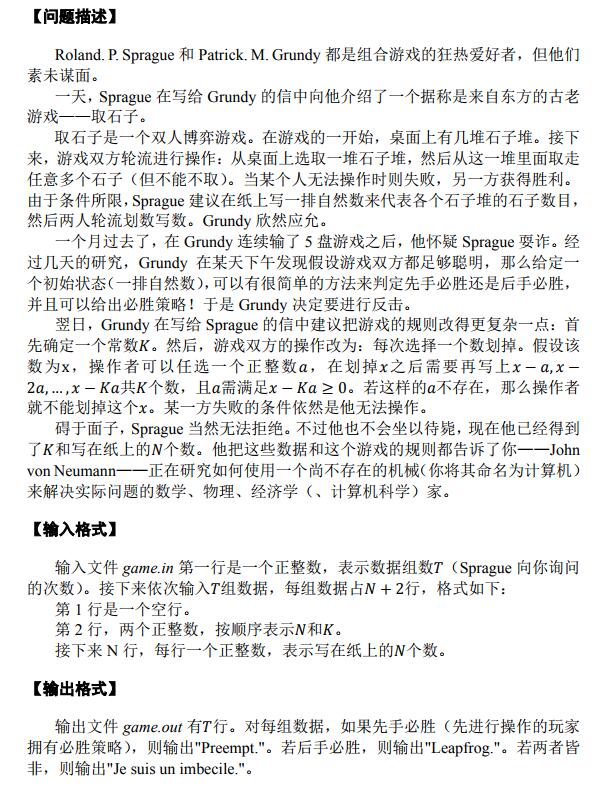 【问题描述】
Roland. P. Sprague 和 Patrick. M. Grundy 都是组合游戏的狂热爱好者，但他们
素未谋面。
一天，Sprague 在写给 Grundy 的信中向他介绍了一个据称是来自东方的古老
游戏——取石子。
取石子是一个双人博弈游戏。在游戏的一开始，桌面上有几堆石子堆。接下
来，游戏双方轮流进行操作：从桌面上选取一堆石子堆，然后从这一堆里面取走
任意多个石子（但不能不取）。当某个人无法操作时则失败，另一方获得胜利。
由于条件所限，Sprague 建议在纸上写一排自然数来代表各个石子堆的石子数目，
然后两人轮流划数写数。Grundy 欣然应允。
一个月过去了，在 Grundy 连续输了 5 盘游戏之后，他怀疑 Sprague 耍诈。经
过几天的研究，Grundy 在某天下午发现假设游戏双方都足够聪明，那么给定一
个初始状态（一排自然数），可以有很简单的方法来判定先手必胜还是后手必胜，
并且可以给出必胜策略！于是 Grundy 决定要进行反击。
翌日，Grundy 在写给 Sprague 的信中建议把游戏的规则改得更复杂一点：首
先确定一个常数K。然后，游戏双方的操作改为：每次选择一个数划掉。假设该
数为x，操作者可以任选一个正整数a，在划掉x之后需要再写上x − a, x −
2a, ... , x − Ka共K个数，且a需满足x − Ka ≥ 0。若这样的a不存在，那么操作者
就不能划掉这个x。某一方失败的条件依然是他无法操作。
碍于面子，Sprague 当然无法拒绝。不过他也不会坐以待毙，现在他已经得到
了K和写在纸上的N个数。他把这些数据和这个游戏的规则都告诉了你——John
von Neumann——正在研究如何使用一个尚不存在的机械（你将其命名为计算机）
来解决实际问题的数学、物理、经济学（、计算机科学）家。
【输入格式】
输入文件 game.in 第一行是一个正整数，表示数据组数T（Sprague 向你询问
的次数）。接下来依次输入T组数据，每组数据占N + 2行，格式如下：
第 1 行是一个空行。
第 2 行，两个正整数，按顺序表示N和K。
接下来 N 行，每行一个正整数，表示写在纸上的N个数。
【输出格式】
输出文件 game.out 有T行。对每组数据，如果先手必胜（先进行操作的玩家
拥有必胜策略），则输出"Preempt."。若后手必胜，则输出"Leapfrog."。若两者皆
非，则输出"Je suis un imbecile."。